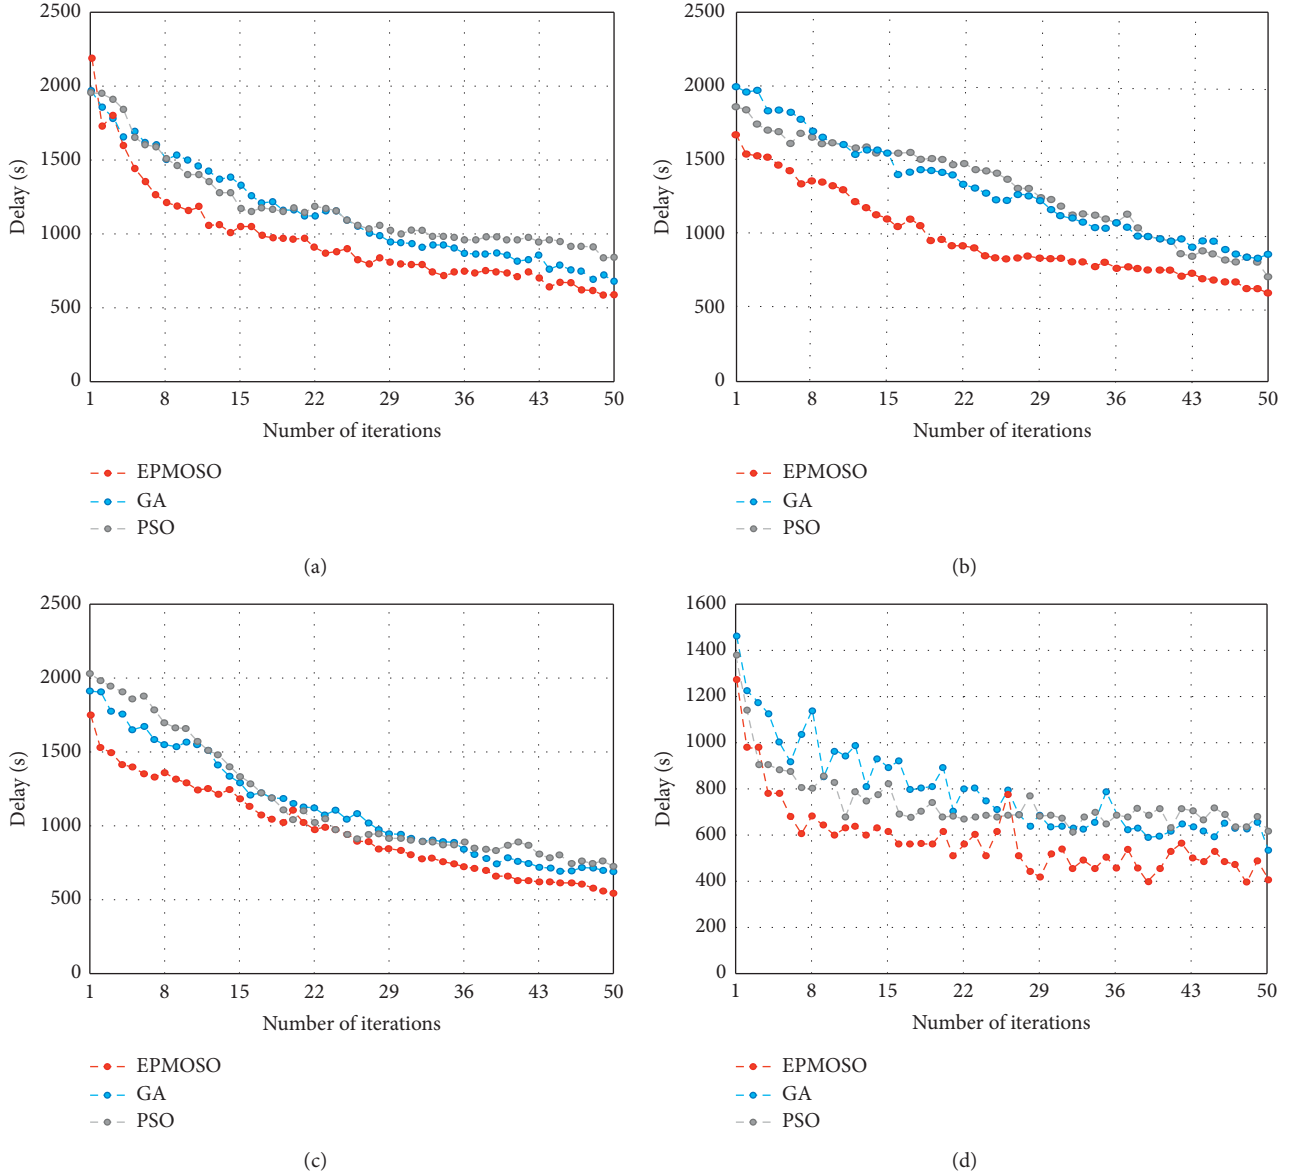 2500
2000
1500
1000
500
0
Delay (s)
1 8 15 22 29 36 43 50
Number of iterations
EPMOSO
GA
PSO
(a)
2500
2000
1500
1000
500
0
Delay (s)
1 8 15 22 29 36 43 50
Number of iterations
EPMOSO
GA
PSO
(b)
2500
2000
1500
1000
500
0
Delay (s)
1 8 15 22 29 36 43 50
Number of iterations
EPMOSO
GA
PSO
(c)
1600
1400
1200
1000
800
600
400
200
0
Delay (s)
1 8 15 22 29 36 43 50
Number of iterations
EPMOSO
GA
PSO
(d)